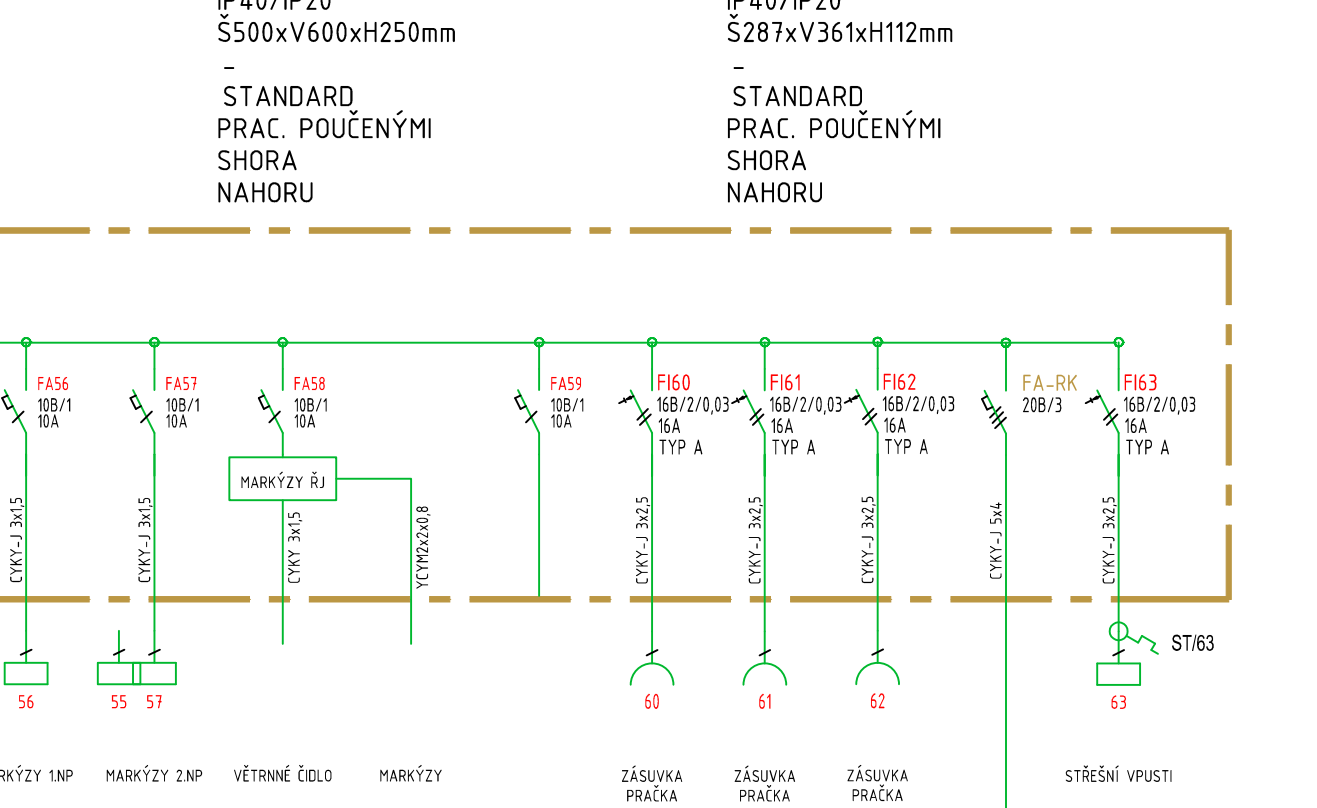 IP40/IP20
Š500xV600xH250mm
-
STANDARD
PRAC. POUČENÝMI
SHORA
NAHORU
IP40/IP20
Š287xV361xH112mm
-
STANDARD
PRAC. POUČENÝMI
SHORA
NAHORU
FA56
10B/1
10A
FA57
10B/1
10A
FA58
10B/1
10A
FA59
10B/1
10A
FI60
16B/2/0,03
16A
TYP A
FI61
16B/2/0,03
16A
TYP A
FI62
16B/2/0,03
16A
TYP A
FA-RK
20B/3
FI63
16B/2/0,03
16A
TYP A
MARKÝZY ŘJ
CYKY-J 3x1,5
CYKY-J 3x1,5
CYKY 3x1,5
YCYM2x2x0,8
CYKY-J 3x2,5
CYKY-J 3x2,5
CYKY-J 3x2,5
CYKY-J 5x4
CYKY-J 3x2,5
ST/63
56
55
57
60
61
62
63
RKÝZY 1.NP
MARKÝZY 2.NP
VĚTRNNÉ ČIDLO
MARKÝZY
ZÁSUVKA
PRAČKA
ZÁSUVKA
PRAČKA
ZÁSUVKA
PRAČKA
STŘEŠNÍ VPUSTI